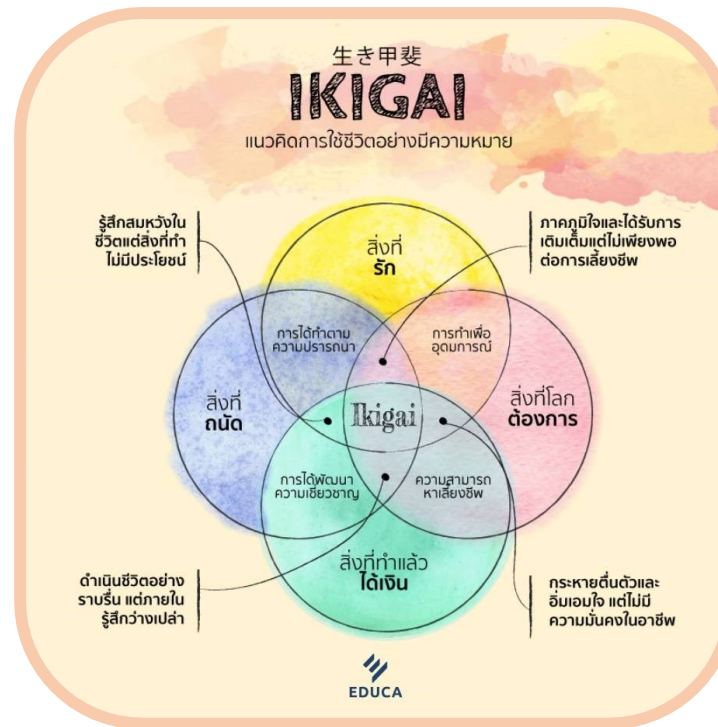 生き甲斐
IKIGAI
แนวคิดการใช้ชีวิตอย่างมีความหมาย
รู้สึกสมหวังใน
ชีวิตแต่สิ่งที่ทำ
ไม่มีประโยชน์
ภาคภูมิใจและได้รับการ
เติมเต็มแต่ไม่เพียงพอ
ต่อการเลี้ยงชีพ
สิ่งที่
รัก
การได้ทำตาม
ความปรารถนา
การทำเพื่อ
อุดมการณ์
สิ่งที่
ถนัด
Ikigai
สิ่งที่โลก
ต้องการ
การได้พัฒนา
ความเชี่ยวชาญ
ความสามารถ
หาเลี้ยงชีพ
สิ่งที่ทำแล้ว
ได้เงิน
ดำเนินชีวิตอย่าง
ราบรื่น แต่ภายใน
รู้สึกว่างเปล่า
กระหายตื่นตัวและ
อิ่มเอมใจ แต่ไม่มี
ความมั่นคงในอาชีพ
EDUCA